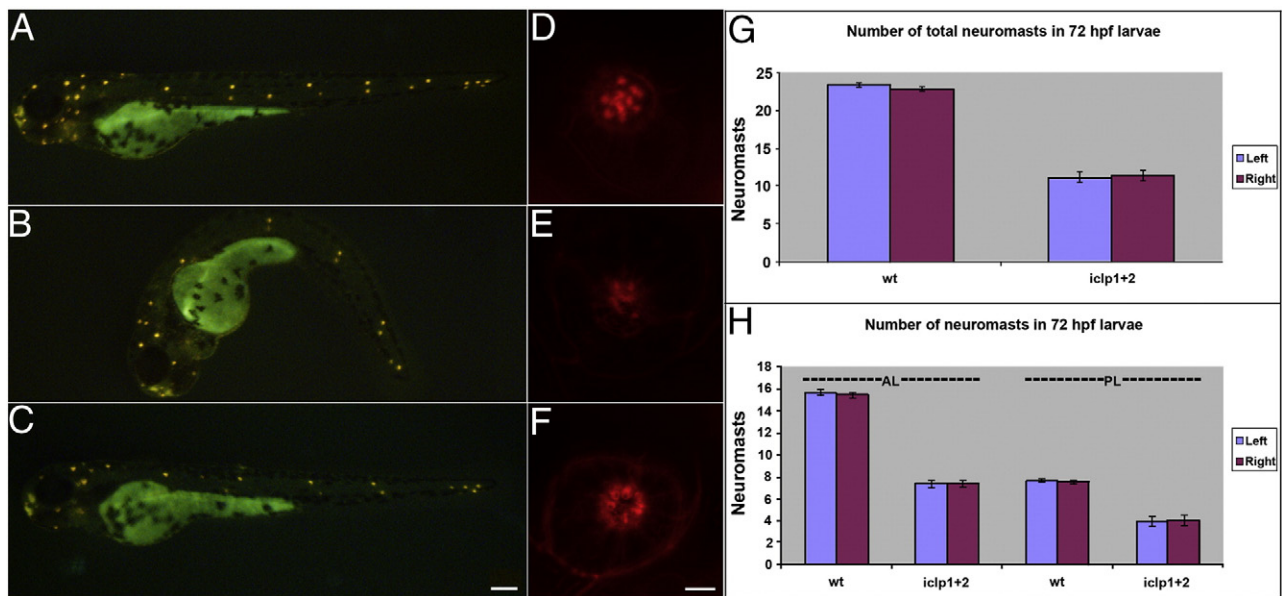 A
B
C
D
E
F
G
Number of total neuromasts in 72 hpf larvae
Neuromasts
25
20
15
10
5
0
wt
iclp1+2
Left
Right
H
Number of neuromasts in 72 hpf larvae
Neuromasts
18
16
14
12
10
8
6
4
2
0
AL
PL
wt
iclp1+2
wt
iclp1+2
Left
Right